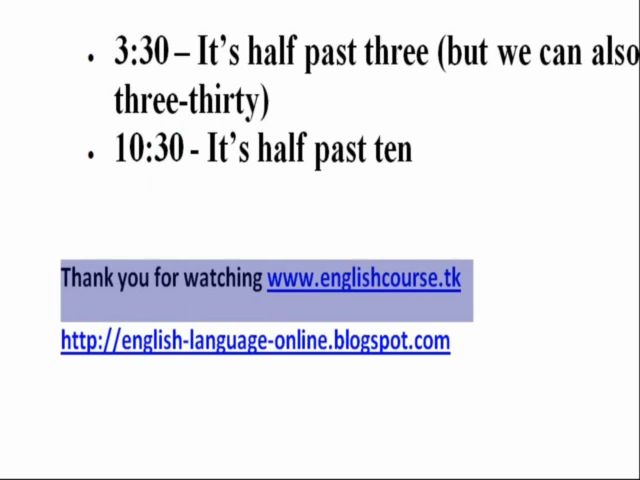 • 3:30 – It’s half past three (but we can also
three-thirty)
• 10:30 - It’s half past ten
Thank you for watching www.englishcourse.tk
http://english-language-online.blogspot.com